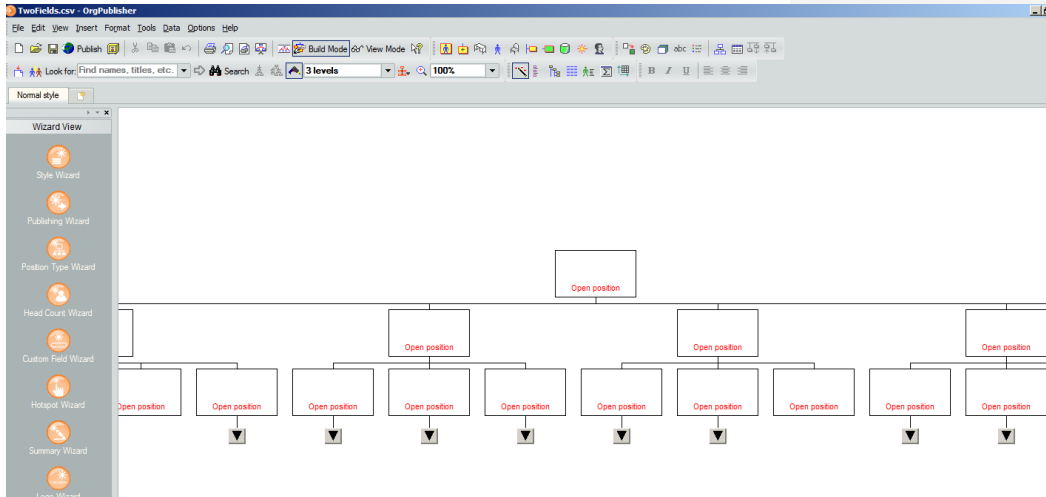 TwoFields.csv - OrgPublisher
File Edit View Insert Format Tools Data Options Help
Publish Build Mode View Mode abc
Look for: Find names, titles, etc. Search 3 levels 100% B I U
Normal style
Wizard View
Style Wizard
Publishing Wizard
Position Type Wizard
Head Count Wizard
Custom Field Wizard
Hotspot Wizard
Summary Wizard
Logo Wizard
Open position
Open position Open position Open position
Open position Open position Open position Open position Open position Open position Open position Open position Open position Open position